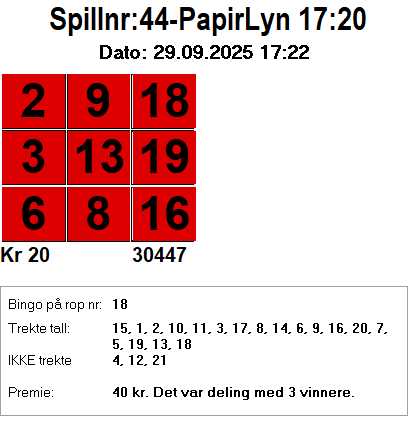 Spillnr:44-PapirLyn 17:20
Dato: 29.09.2025 17:22
2 9 18
3 13 19
6 8 16
Kr 20 30447
Bingo på rop nr: 18
Trekte tall: 15, 1, 2, 10, 11, 3, 17, 8, 14, 6, 9, 16, 20, 7,
5, 19, 13, 18
IKKE trekte 4, 12, 21
Premie: 40 kr. Det var deling med 3 vinnere.